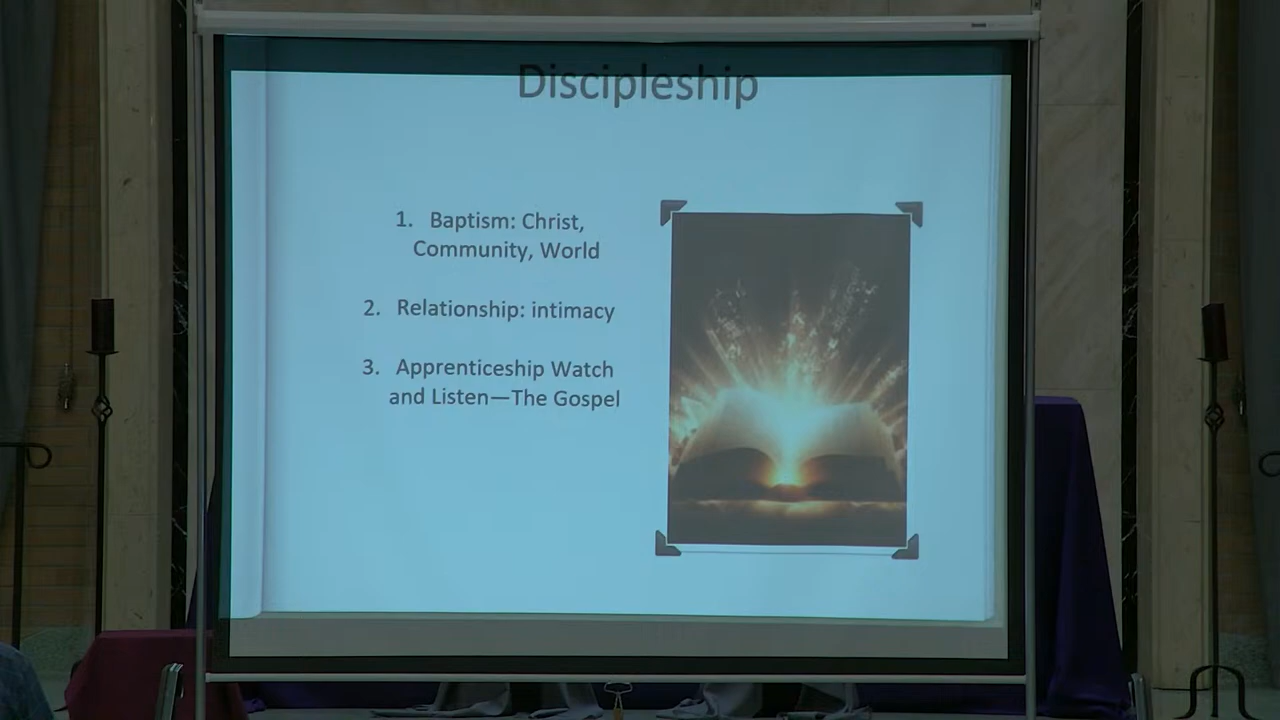 Discipleship
1. Baptism: Christ,
Community, World
2. Relationship: intimacy
3. Apprenticeship Watch
and Listen—The Gospel